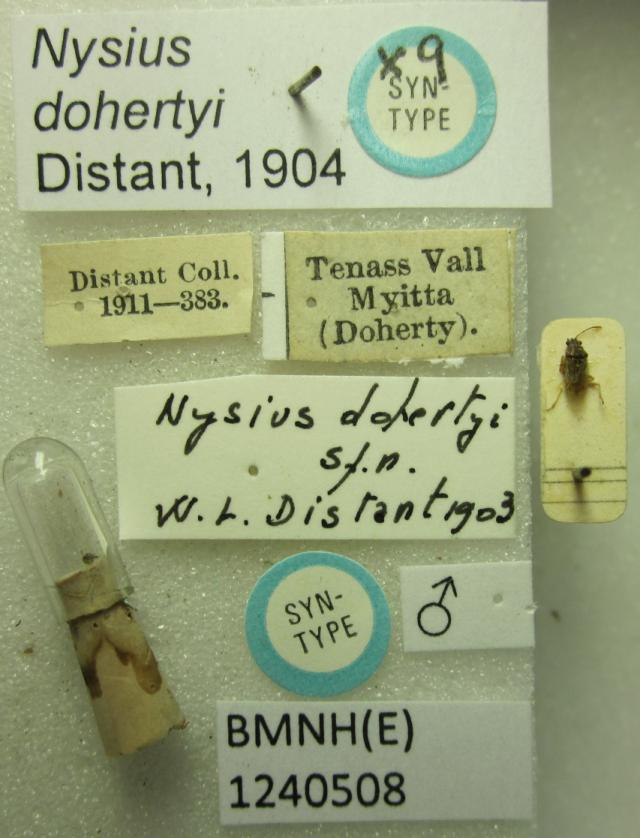 Nysius
dohertyi
Distant, 1904
x9
SYN-
TYPE
Distant Coll.
1911—383.
Tenass Vall
Myitta
(Doherty).
Nysius dohertyi
sp.n.
W. L. Distant 1903
SYN-
TYPE
♂
BMNH(E)
1240508